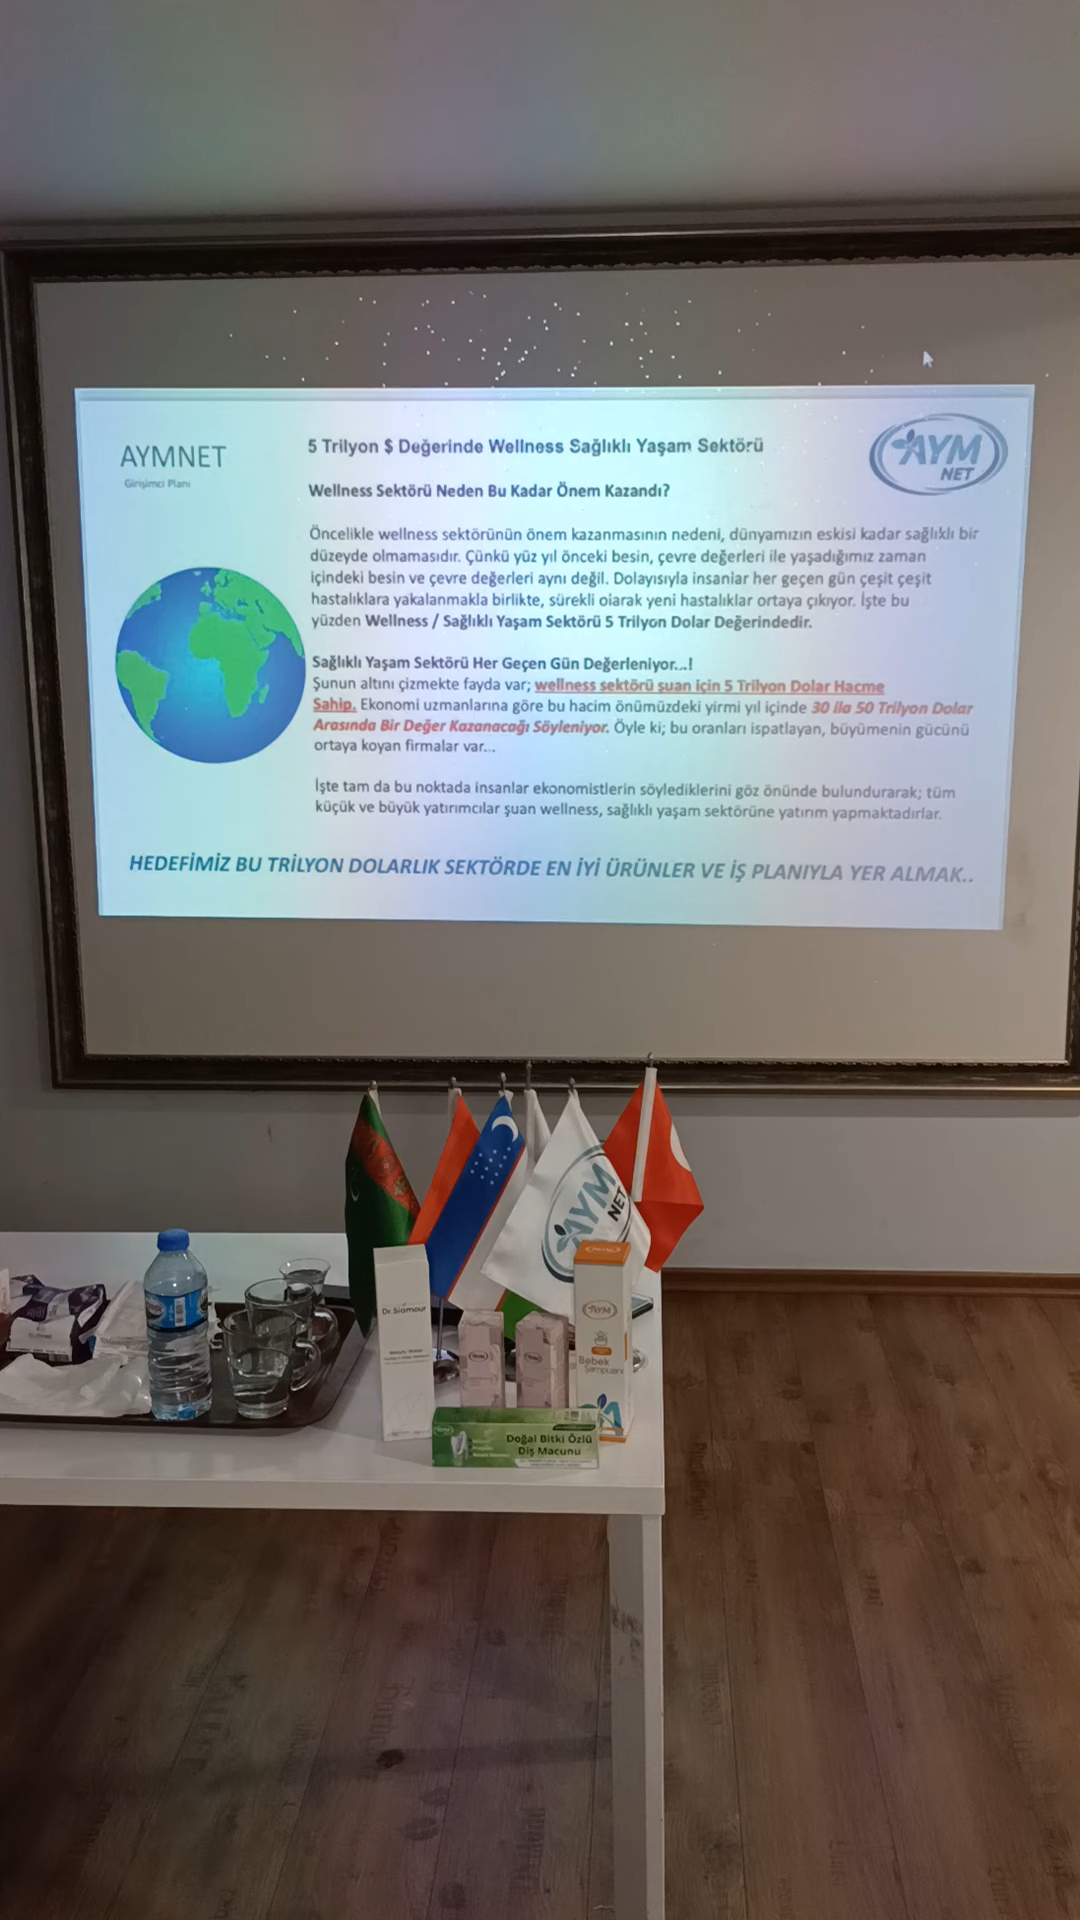 AYMNET
Girişimci Planı
5 Trilyon $ Değerinde Wellness Sağlıklı Yaşam Sektörü
AYM
NET
Wellness Sektörü Neden Bu Kadar Önem Kazandı?
Öncelikle wellness sektörünün önem kazanmasının nedeni, dünyamızın eskisi kadar sağlıklı bir
düzeyde olmamasıdır. Çünkü yüz yıl önceki besin, çevre değerleri ile yaşadığımız zaman
içindeki besin ve çevre değerleri aynı değil. Dolayısıyla insanlar her geçen gün çeşit çeşit
hastalıklara yakalanmakla birlikte, sürekli olarak yeni hastalıklar ortaya çıkıyor. İşte bu
yüzden Wellness / Sağlıklı Yaşam Sektörü 5 Trilyon Dolar Değerindedir.
Sağlıklı Yaşam Sektörü Her Geçen Gün Değerleniyor...!
Şunun altını çizmekte fayda var; wellness sektörü şuan için 5 Trilyon Dolar Hacme
Sahip. Ekonomi uzmanlarına göre bu hacim önümüzdeki yirmi yıl içinde 30 ila 50 Trilyon Dolar
Arasında Bir Değer Kazanacağı Söyleniyor. Öyle ki; bu oranları ispatlayan, büyümenin gücünü
ortaya koyan firmalar var...
İşte tam da bu noktada insanlar ekonomistlerin söylediklerini göz önünde bulundurarak; tüm
küçük ve büyük yatırımcılar şuan wellness, sağlıklı yaşam sektörüne yatırım yapmaktadırlar.
HEDEFİMİZ BU TRİLYON DOLARLIK SEKTÖRDE EN İYİ ÜRÜNLER VE İŞ PLANIYLA YER ALMAK..
AYM
NET
Dr.Siamour
AYM
Bebek
Şampuanı
Doğal Bitki Özlü
Diş Macunu